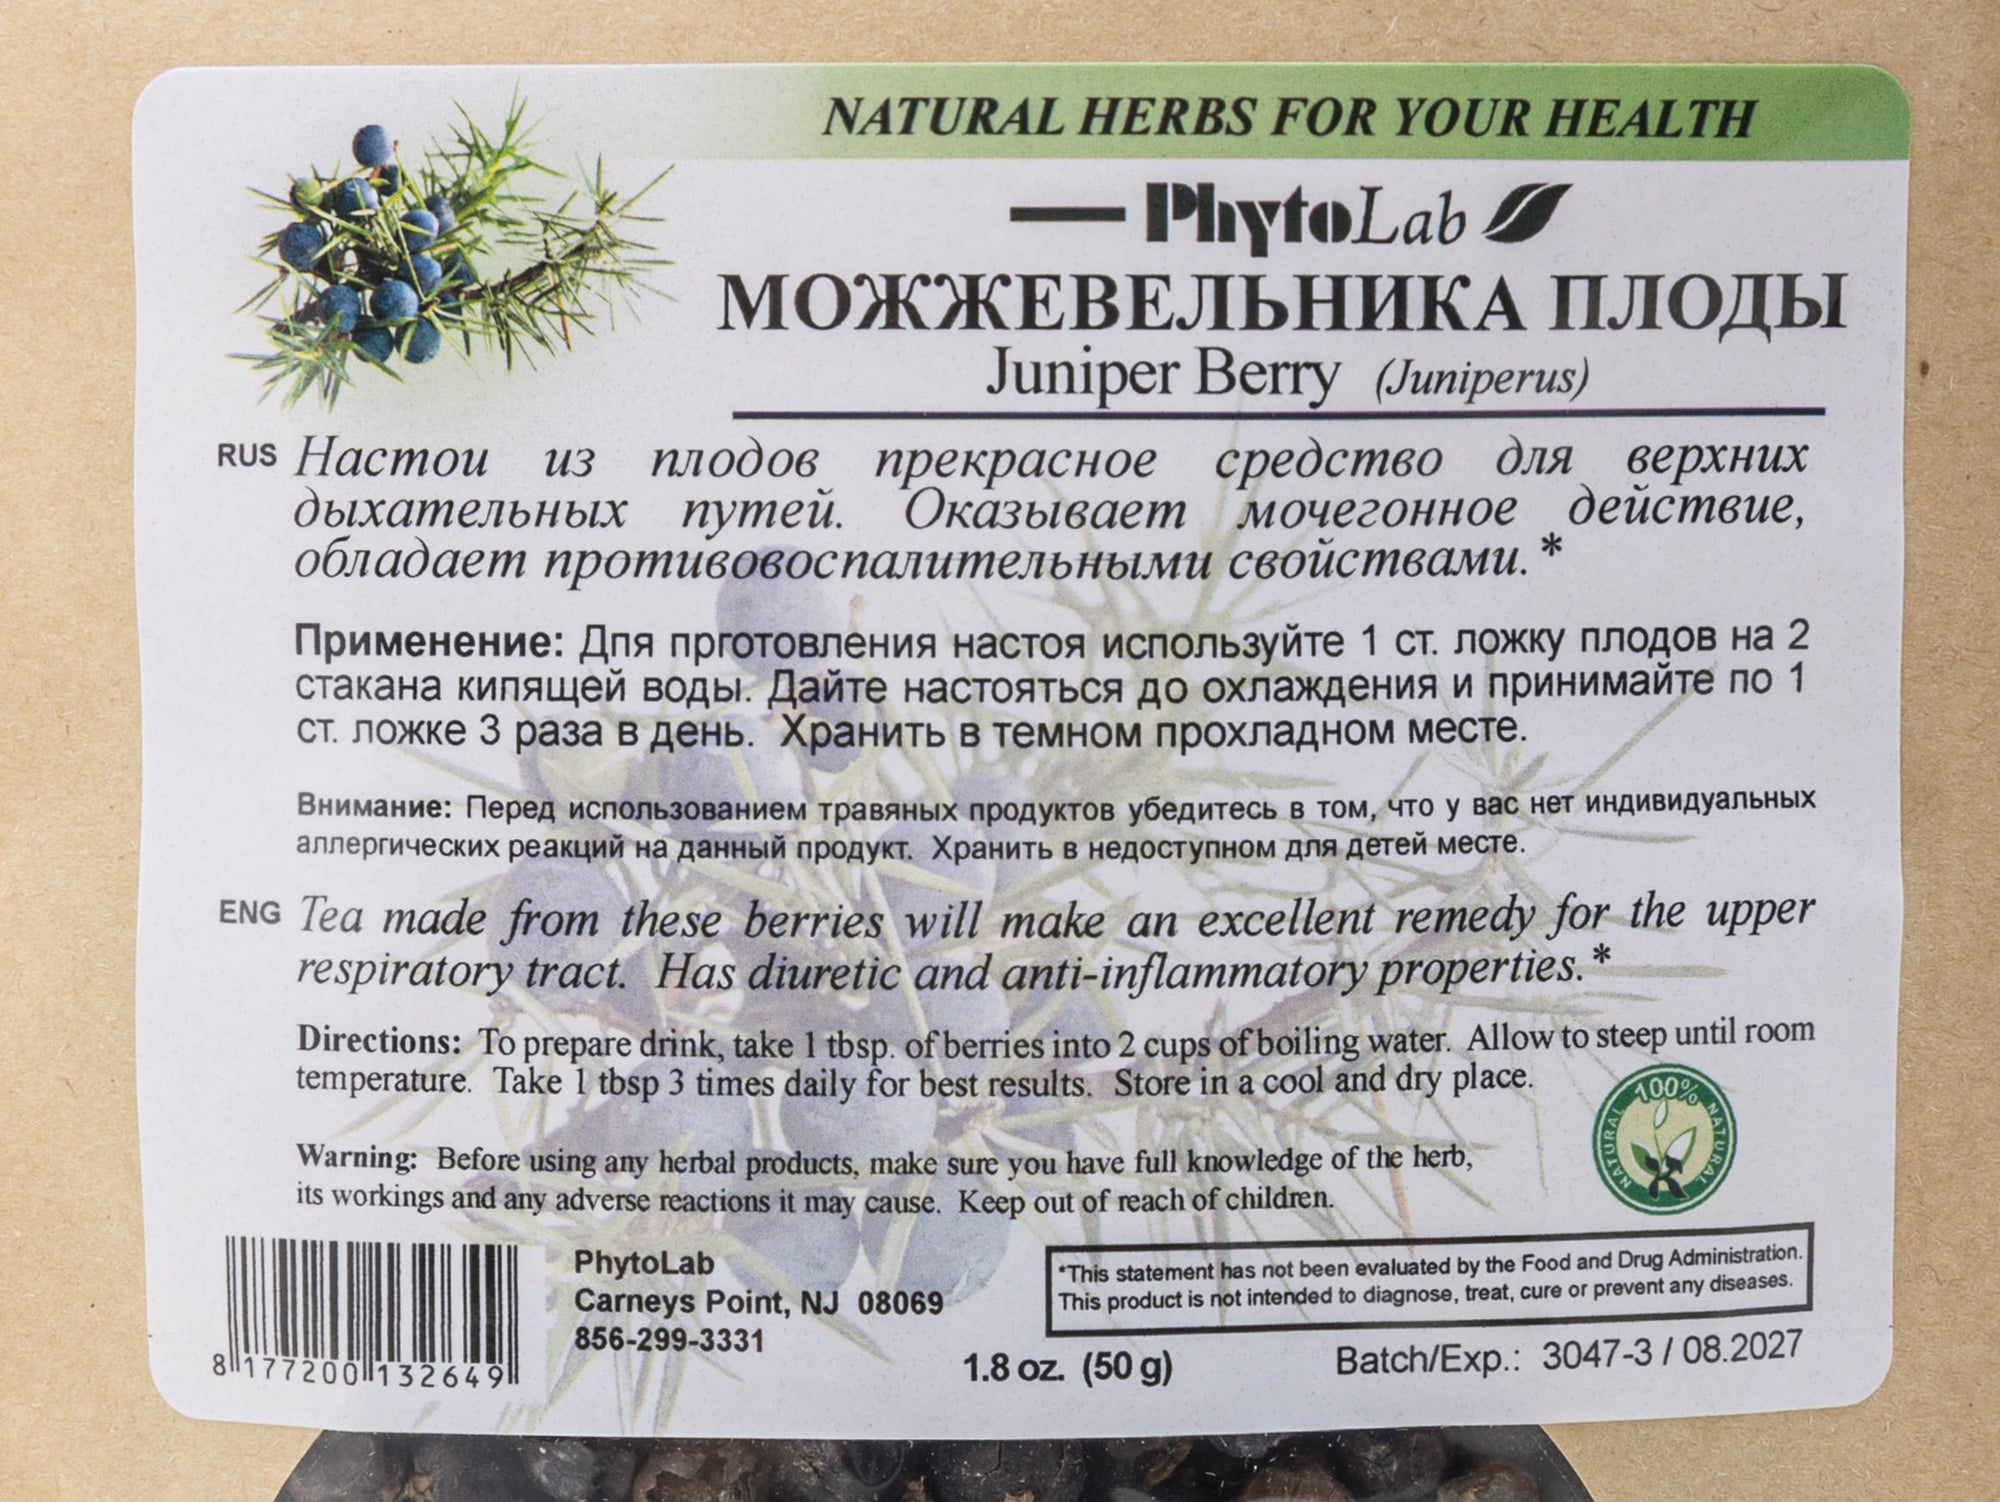 NATURAL HERBS FOR YOUR HEALTH
PhytoLab
МОЖЖЕВЕЛЬНИКА ПЛОДЫ
Juniper Berry (Juniperus)
RUS Настои из плодов прекрасное средство для верхних
дыхательных путей. Оказывает мочегонное действие,
обладает противовоспалительными свойствами.*
Применение: Дпя прготовления настоя используйте 1 ст. ложку плодов на 2
стакана кипящей воды. Дайте настояться до охлаждения и принимайте по 1
ст. ложке 3 раза в день. Хранить в темном прохладном месте.
Внимание: Перед использованием травяных продуктов убедитесь в том, что у вас нет индивидуальных
аллергических реакций на данный продукт. Хранить в недоступном для детей месте.
ENG Tea made from these berries will make an excellent remedy for the upper
respiratory tract. Has diuretic and anti-inflammatory properties.*
Directions: To prepare drink, take 1 tbsp. of berries into 2 cups of boiling water. Allow to steep until room
temperature. Take 1 tbsp 3 times daily for best results. Store in a cool and dry place.
100%
NATURAL NATURAL
Warning: Before using any herbal products, make sure you have full knowledge of the herb,
its workings and any adverse reactions it may cause. Keep out of reach of children.
8 177200 132649
PhytoLab
Carneys Point, NJ 08069
856-299-3331
*This statement has not been evaluated by the Food and Drug Administration.
This product is not intended to diagnose, treat, cure or prevent any diseases.
1.8 oz. (50 g)
Batch/Exp.: 3047-3 / 08.2027